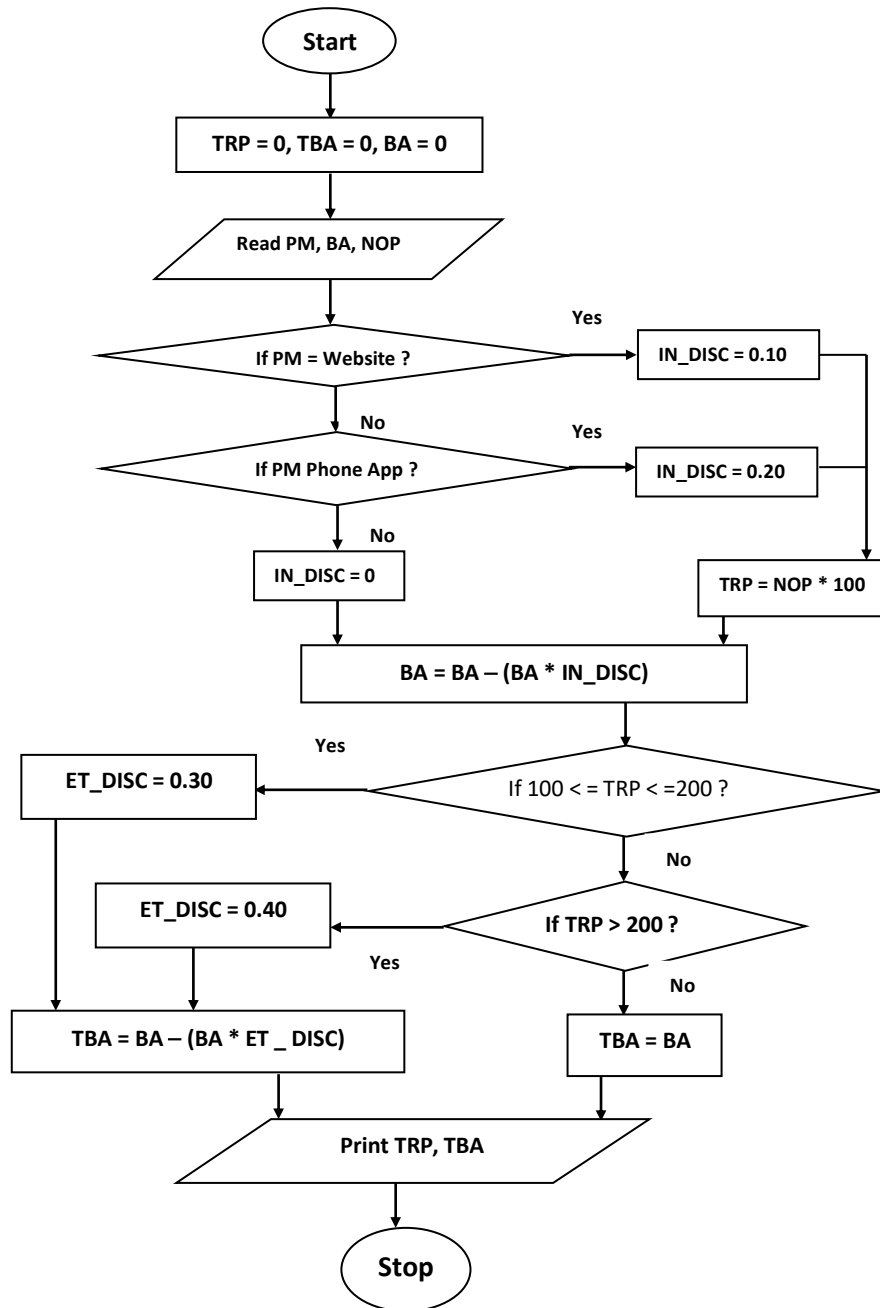 Start
TRP = 0, TBA = 0, BA = 0
Read PM, BA, NOP
If PM = Website ?
Yes
IN_DISC = 0.10
No
If PM Phone App ?
Yes
IN_DISC = 0.20
No
IN_DISC = 0
TRP = NOP * 100
BA = BA – (BA * IN_DISC)
If 100 < = TRP < =200 ?
Yes
ET_DISC = 0.30
No
If TRP > 200 ?
Yes
ET_DISC = 0.40
No
TBA = BA – (BA * ET _ DISC)
TBA = BA
Print TRP, TBA
Stop